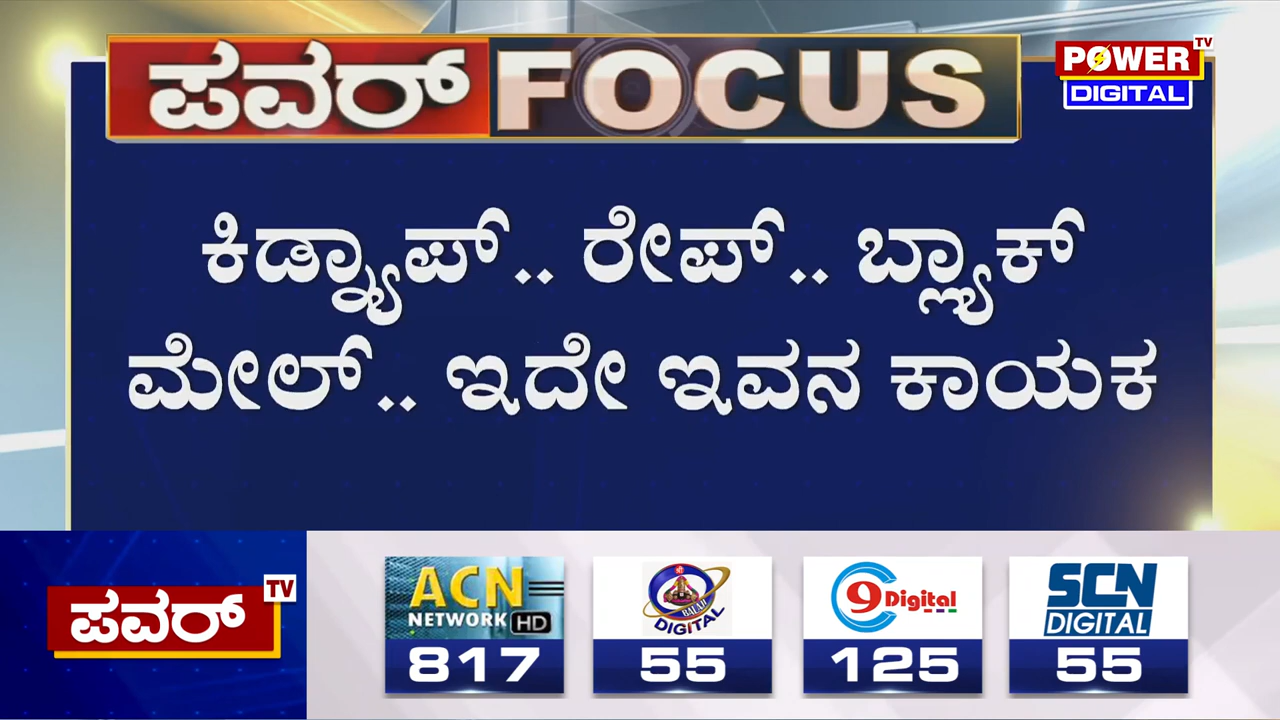 ಪವರ್ FOCUS
POWER TV
DIGITAL
ಕಿಡ್ನ್ಯಾಪ್.. ರೇಪ್.. ಬ್ಲ್ಯಾಕ್
ಮೇಲ್.. ಇದೇ ಇವನ ಕಾಯಕ
ಪವರ್ TV
ACN
NETWORK HD
817
BALAJI
DIGITAL
55
9 Digital
125
SCN
DIGITAL
55